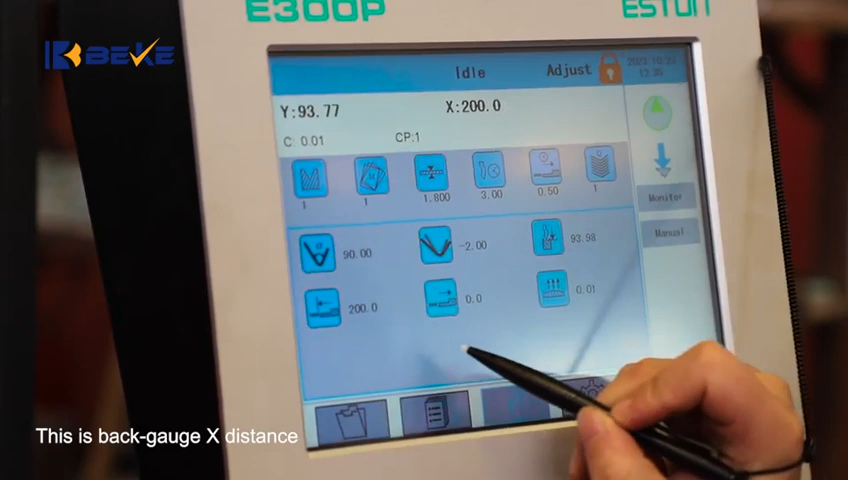 E300P ESTUN
BEKE
Idle Adjust
12:35
Y:93.77 X:200.0
C: 0.01 CP:1
1 1 1,800 3.00 0.50 1
Monitor
90.00 -2.00 93.98
Manual
200.0 0.0 0.01
This is back-gauge X distance